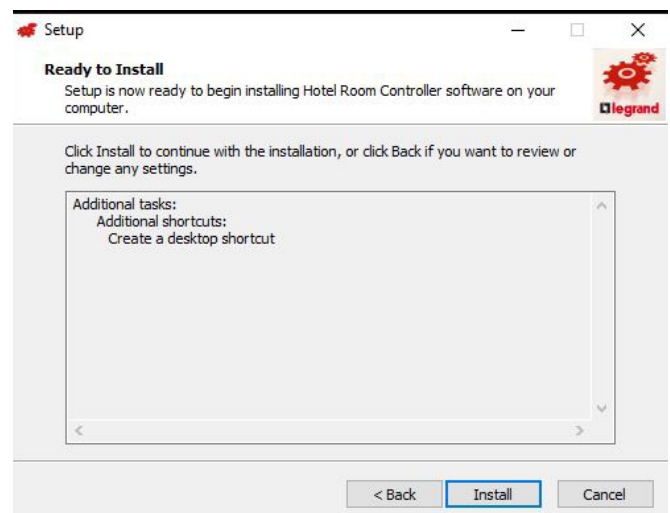 Setup
Ready to Install
Setup is now ready to begin installing Hotel Room Controller software on your
computer.
legrand
Click Install to continue with the installation, or click Back if you want to review or
change any settings.
Additional tasks:
Additional shortcuts:
Create a desktop shortcut
< Back
Install
Cancel